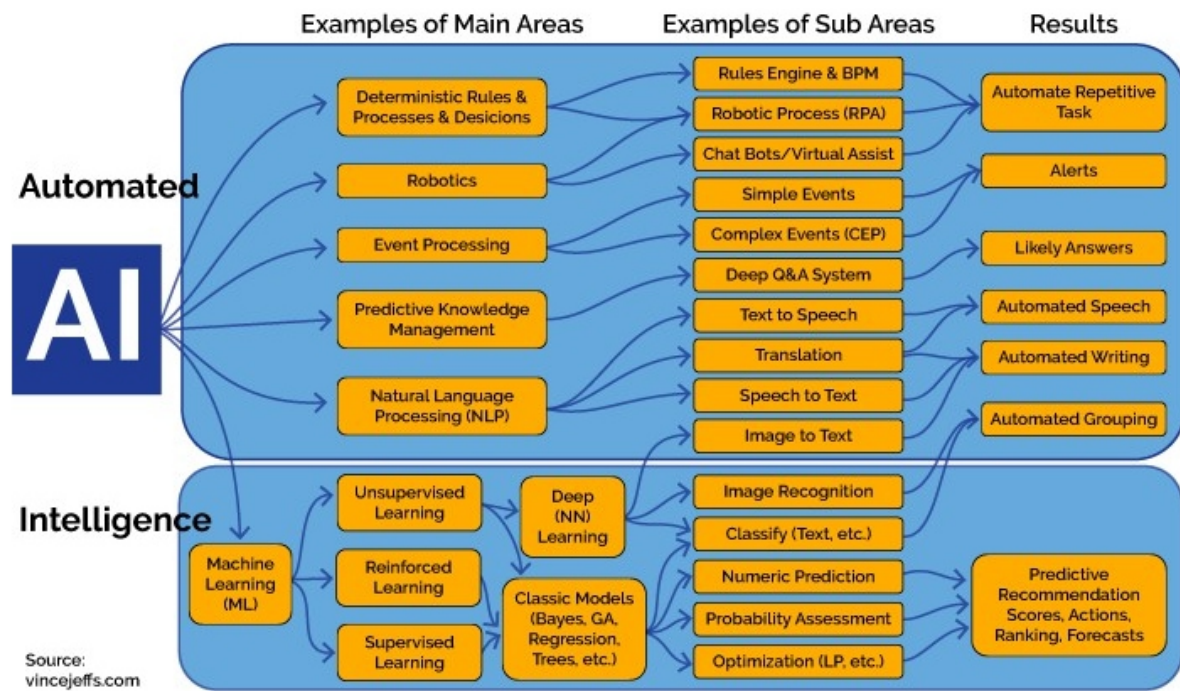 Examples of Main Areas
Examples of Sub Areas
Results
Automated
AI
Deterministic Rules &
Processes & Desicions
Robotics
Event Processing
Predictive Knowledge
Management
Natural Language
Processing (NLP)
Rules Engine & BPM
Robotic Process (RPA)
Chat Bots/Virtual Assist
Simple Events
Complex Events (CEP)
Deep Q&A System
Text to Speech
Translation
Speech to Text
Image to Text
Automate Repetitive
Task
Alerts
Likely Answers
Automated Speech
Automated Writing
Automated Grouping
Intelligence
Machine
Learning
(ML)
Unsupervised
Learning
Reinforced
Learning
Supervised
Learning
Deep
(NN)
Learning
Classic Models
(Bayes, GA,
Regression,
Trees, etc.)
Image Recognition
Classify (Text, etc.)
Numeric Prediction
Probability Assessment
Optimization (LP, etc.)
Predictive
Recommendation
Scores, Actions,
Ranking, Forecasts
Source:
vincejeffs.com